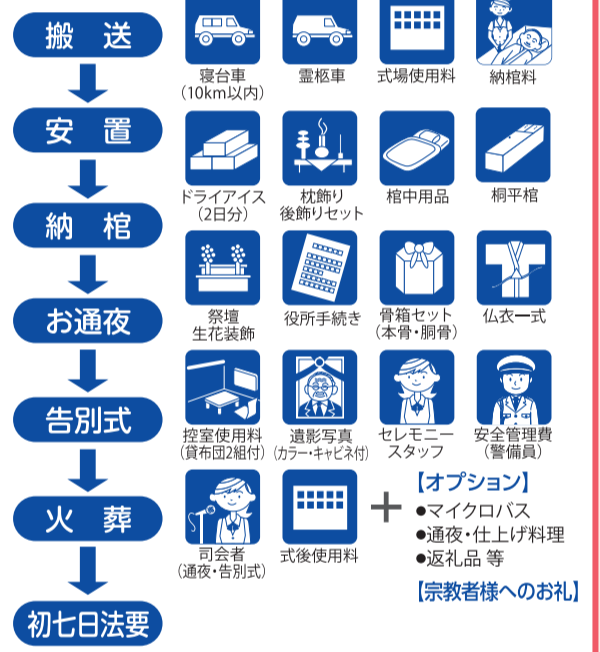 搬 送
安 置
納 棺
お通夜
告別式
火 葬
初七日法要
寝台車
(10km以内)
霊柩車
式場使用料
納棺料
ドライアイス
(2日分)
枕飾り
後飾りセット
棺中用品
桐平棺
祭壇
生花装飾
役所手続き
骨箱セット
(本骨・胴骨)
仏衣一式
控室使用料
(貸布団2組付)
遺影写真
(カラー・キャビネ付)
セレモニー
スタッフ
安全管理費
(警備員)
司会者
(通夜・告別式)
式後使用料
+
【オプション】
●マイクロバス
●通夜・仕上げ料理
●返礼品 等
【宗教者様へのお礼】